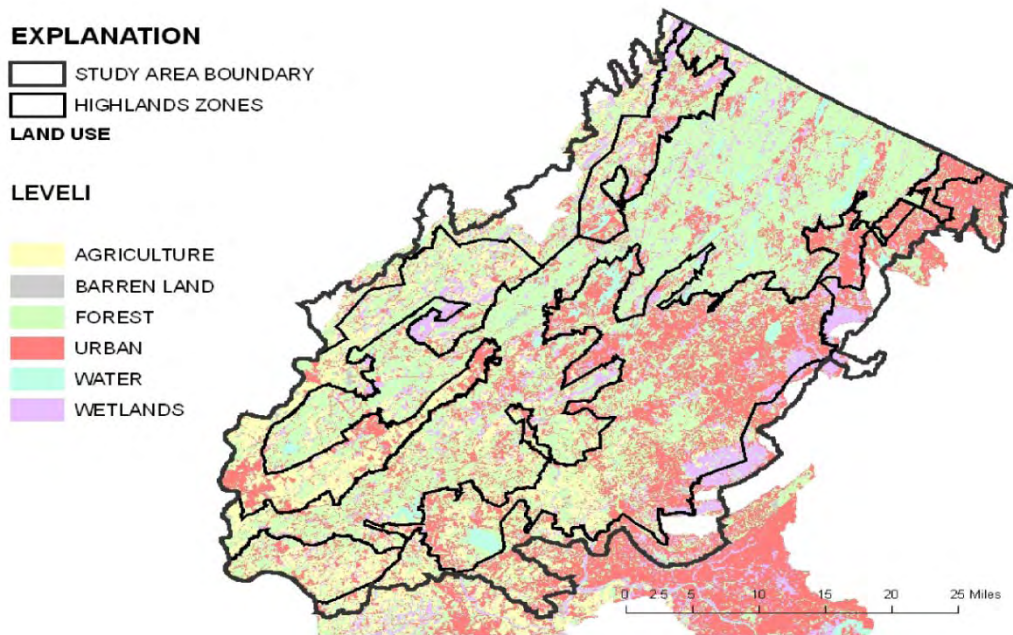 EXPLANATION
STUDY AREA BOUNDARY
HIGHLANDS ZONES
LAND USE
LEVELI
AGRICULTURE
BARREN LAND
FOREST
URBAN
WATER
WETLANDS
0 2.5 5 10 15 20 25 Miles